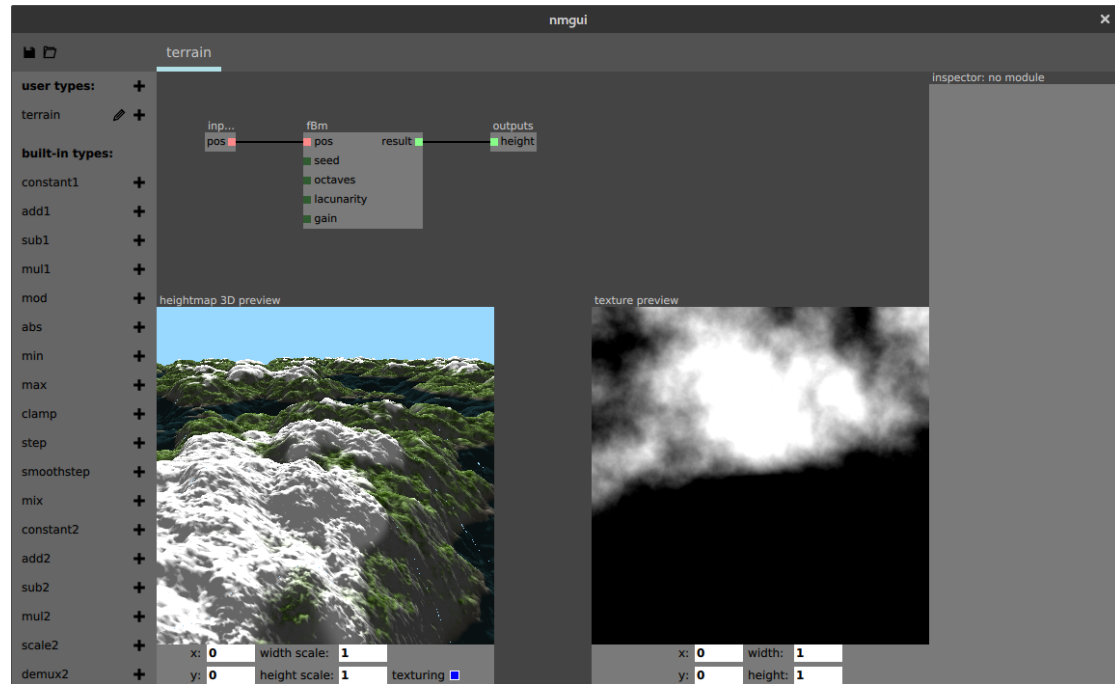 nmgui
terrain
user types:
terrain
built-in types:
constant1
add1
sub1
mul1
mod
abs
min
max
clamp
step
smoothstep
mix
constant2
add2
sub2
mul2
scale2
demux2
inp...
pos
fBm
pos result
seed
octaves
lacunarity
gain
outputs
height
heightmap 3D preview
x: 0 width scale: 1
y: 0 height scale: 1 texturing
texture preview
x: 0 width: 1
y: 0 height: 1
inspector: no module